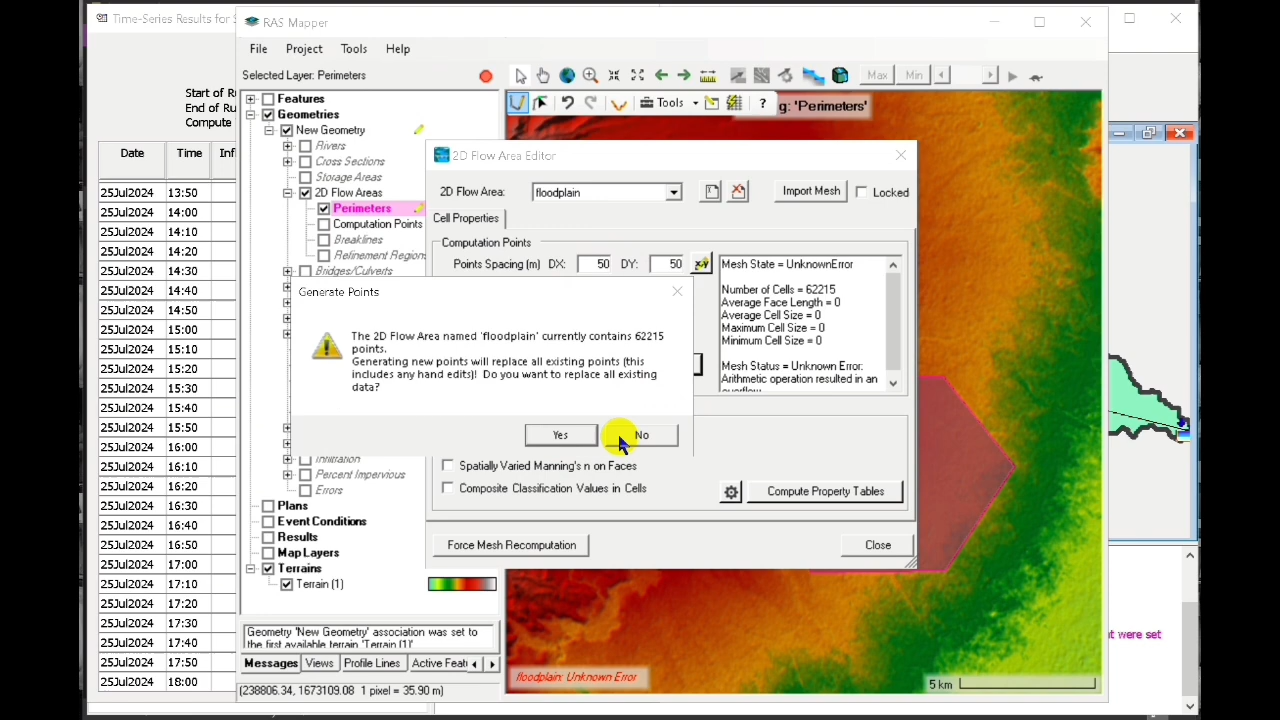 Time-Series Results for S
RAS Mapper
File Project Tools Help
Selected Layer: Perimeters
Max Min
Tools ? g: 'Perimeters'
Start of Ru
End of Ru
Compute
Date Time Inf
25Jul2024 13:50
25Jul2024 14:00
25Jul2024 14:10
25Jul2024 14:20
25Jul2024 14:30
25Jul2024 14:40
25Jul2024 14:50
25Jul2024 15:00
25Jul2024 15:10
25Jul2024 15:20
25Jul2024 15:30
25Jul2024 15:40
25Jul2024 15:50
25Jul2024 16:00
25Jul2024 16:10
25Jul2024 16:20
25Jul2024 16:30
25Jul2024 16:40
25Jul2024 16:50
25Jul2024 17:00
25Jul2024 17:10
25Jul2024 17:20
25Jul2024 17:30
25Jul2024 17:40
25Jul2024 17:50
25Jul2024 18:00
Features
Geometries
New Geometry
Rivers
Cross Sections
Storage Areas
2D Flow Areas
Perimeters
Computation Points
Breaklines
Refinement Region
Bridges/Culverts
Infiltration
Percent Impervious
Errors
Plans
Event Conditions
Results
Map Layers
Terrains
Terrain (1)
Geometry 'New Geometry' association was set to
the first available terrain 'Terrain (1)'
Messages Views Profile Lines Active Feat
(238806.34, 1673109.08 1 pixel = 35.90 m)
2D Flow Area Editor
2D Flow Area: floodplain Import Mesh Locked
Cell Properties
Computation Points
Points Spacing (m) DX: 50 DY: 50
Mesh State = UnknownError
Number of Cells = 62215
Average Face Length = 0
Average Cell Size = 0
Maximum Cell Size = 0
Minimum Cell Size = 0
Mesh Status = Unknown Error:
Arithmetic operation resulted in an
overflow.
Generate Points
The 2D Flow Area named 'floodplain' currently contains 62215
points.
Generating new points will replace all existing points (this
includes any hand edits)! Do you want to replace all existing
data?
Yes No
Spatially Varied Manning's n on Faces
Composite Classification Values in Cells
Compute Property Tables
Force Mesh Recomputation Close
floodplain: Unknown Error
5 km
t were set